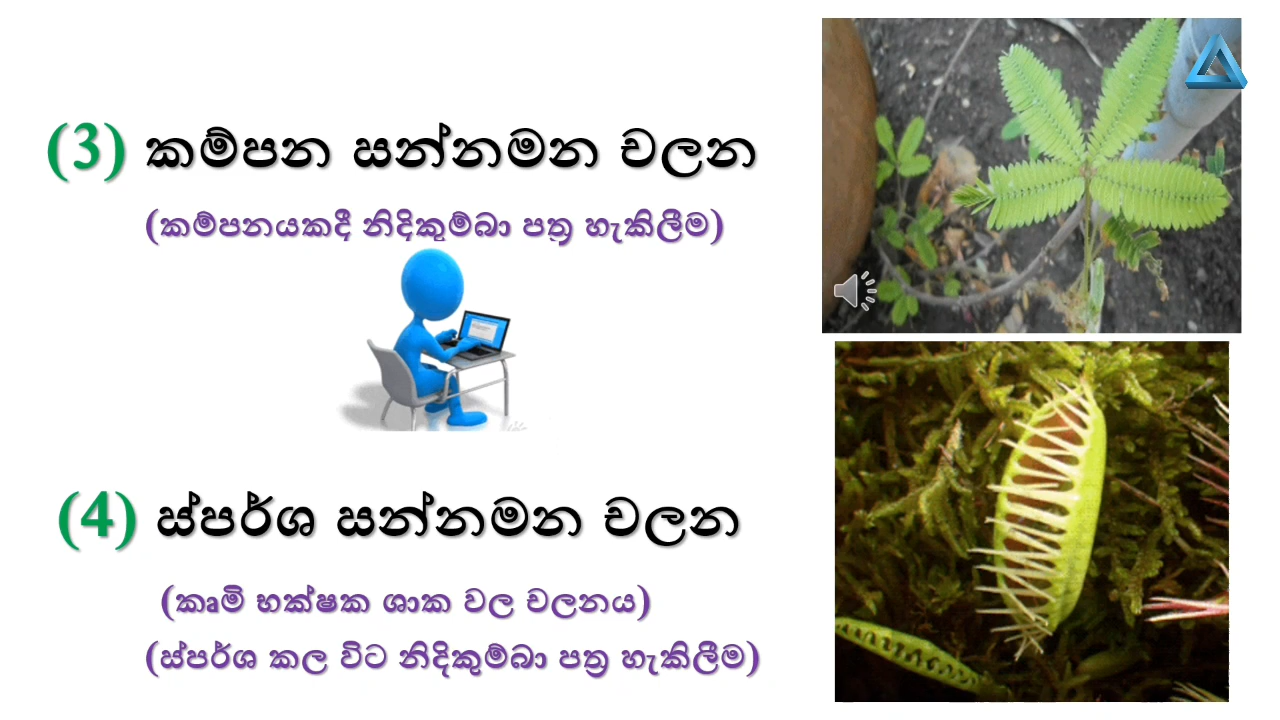 (3) කම්පන සන්නමන චලන
(කම්පනයකදී නිදිකුම්බා පත්‍ර හැකිලීම)
(4) ස්පර්ශ සන්නමන චලන
(කෘමි භක්ෂක ශාක වල චලනය)
(ස්පර්ශ කල විට නිදිකුම්බා පත්‍ර හැකිලීම)